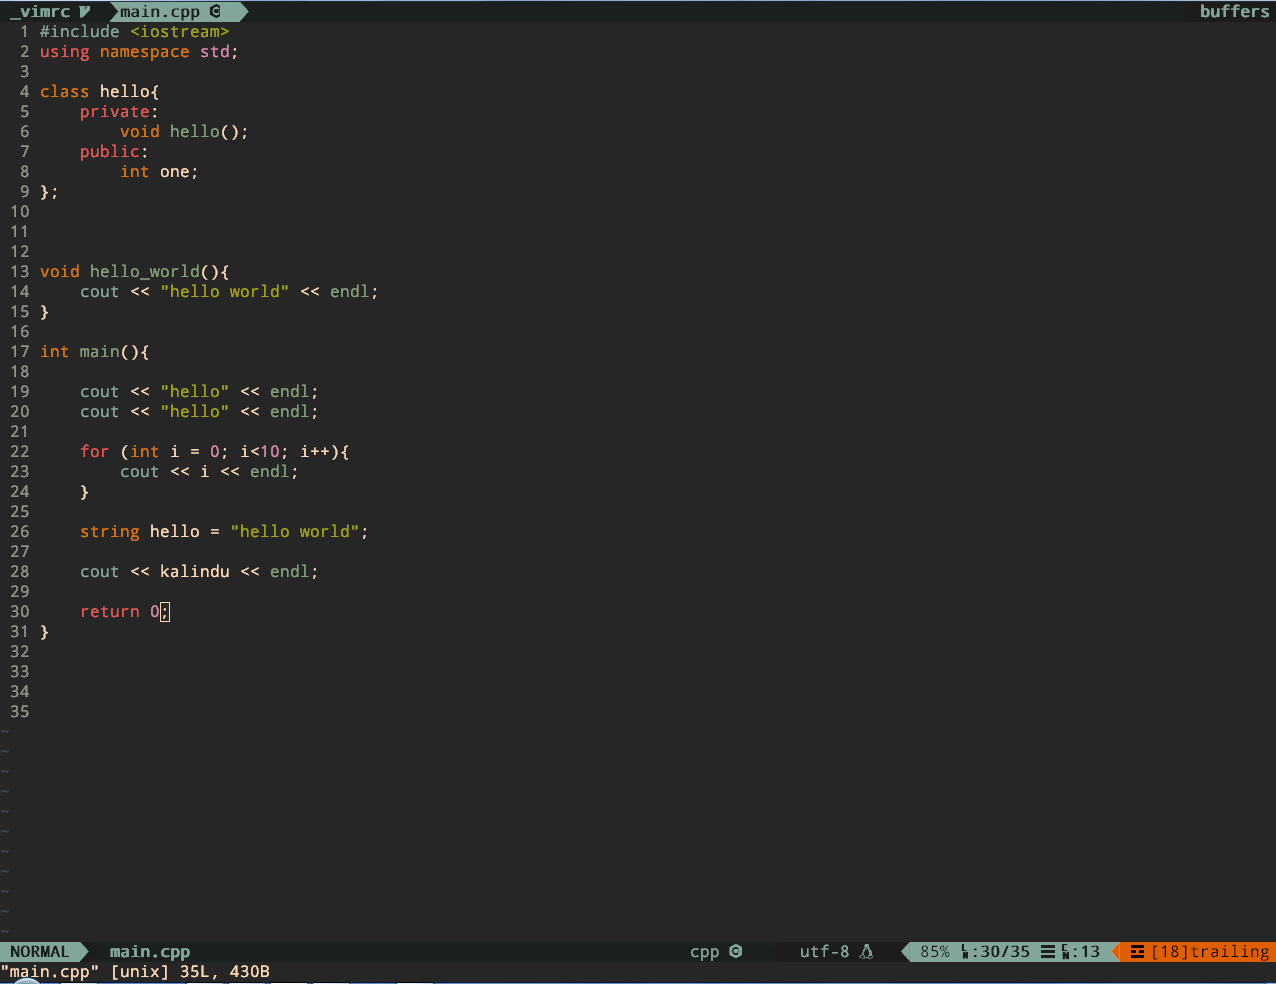 _vimrc main.cpp buffers
1 #include <iostream>
2 using namespace std;
3
4 class hello{
5     private:
6         void hello();
7     public:
8         int one;
9 };
10
11
12
13 void hello_world(){
14     cout << "hello world" << endl;
15 }
16
17 int main(){
18
19     cout << "hello" << endl;
20     cout << "hello" << endl;
21
22     for (int i = 0; i<10; i++){
23         cout << i << endl;
24     }
25
26     string hello = "hello world";
27
28     cout << kalindu << endl;
29
30     return 0;
31 }
32
33
34
35
~
~
~
~
~
~
~
~
~
~
~
NORMAL main.cpp cpp utf-8 85% LN:30/35 CN:13 [18]trailing
"main.cpp" [unix] 35L, 430B